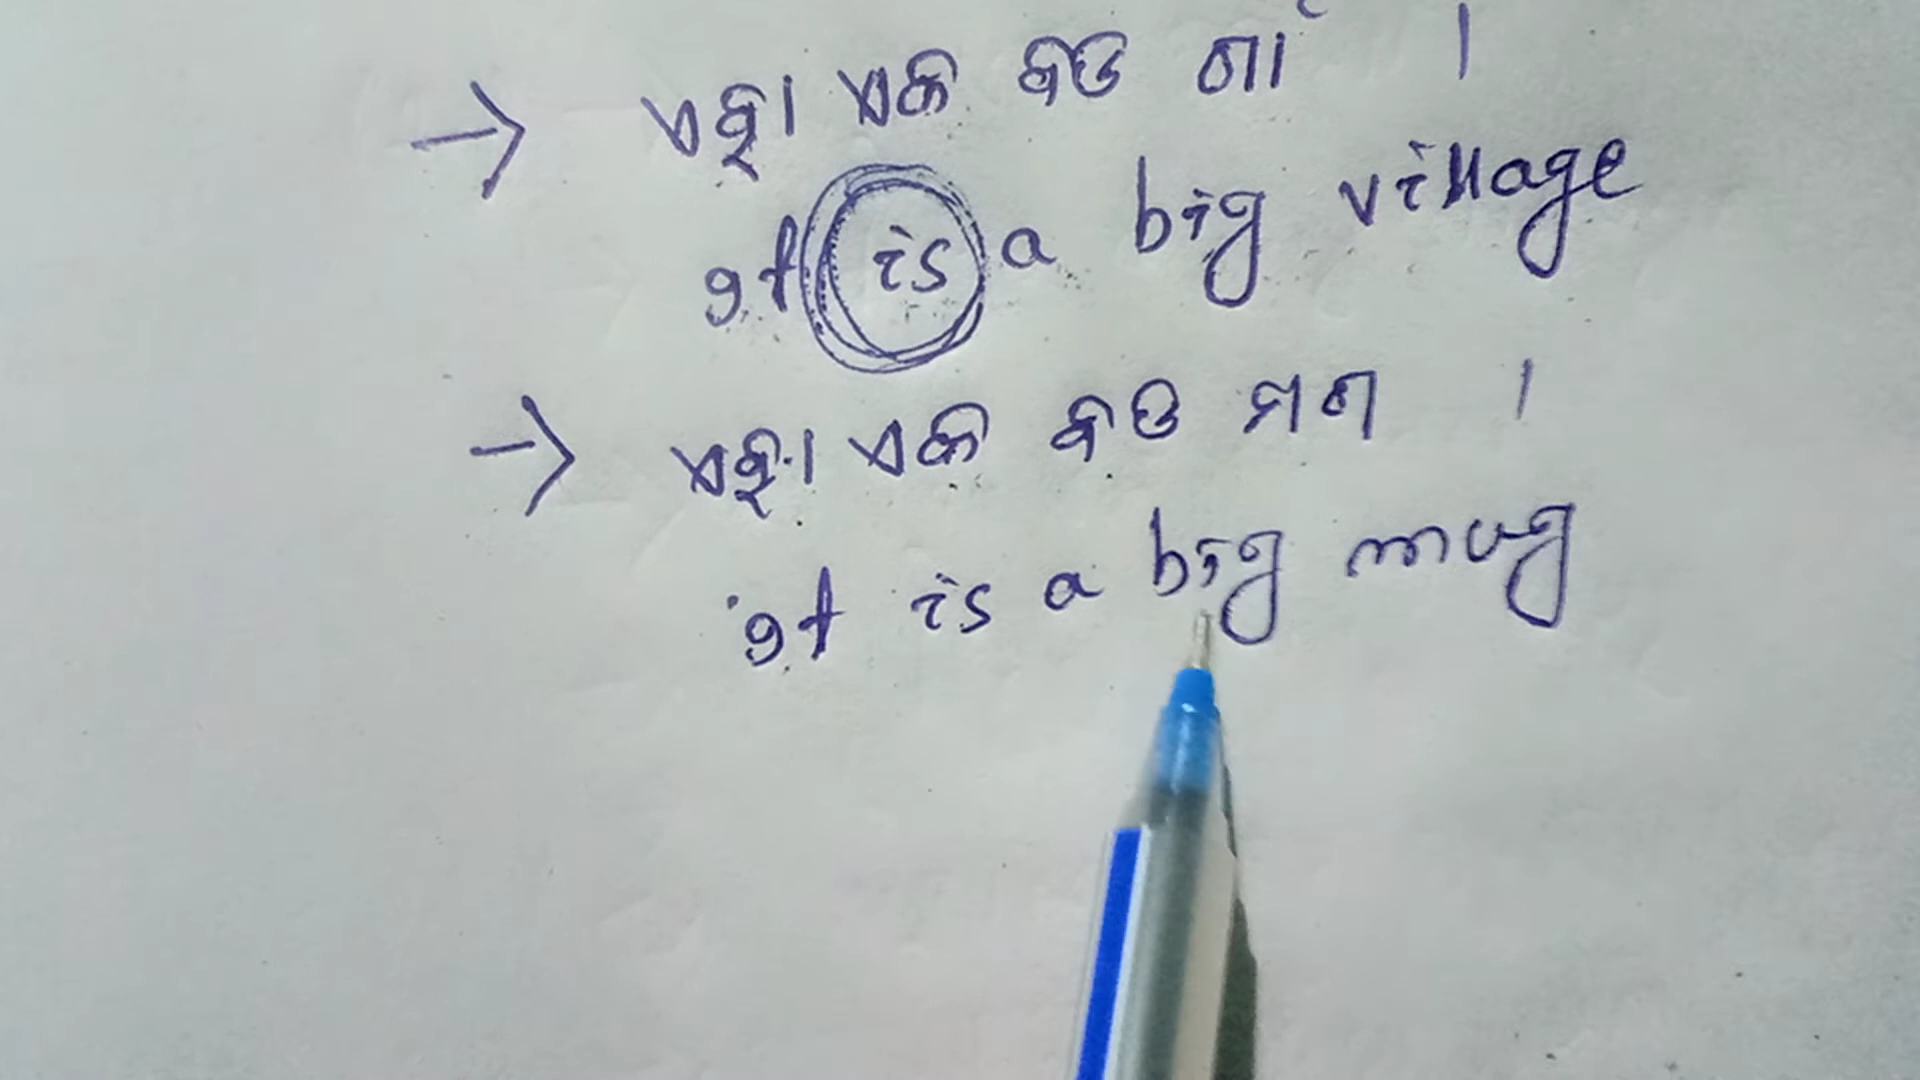 ଏହା ଏକ ବଡ ଗାଁ ।
It is a big village
ଏହା ଏକ ବଡ ମଗ ।
It is a big mug